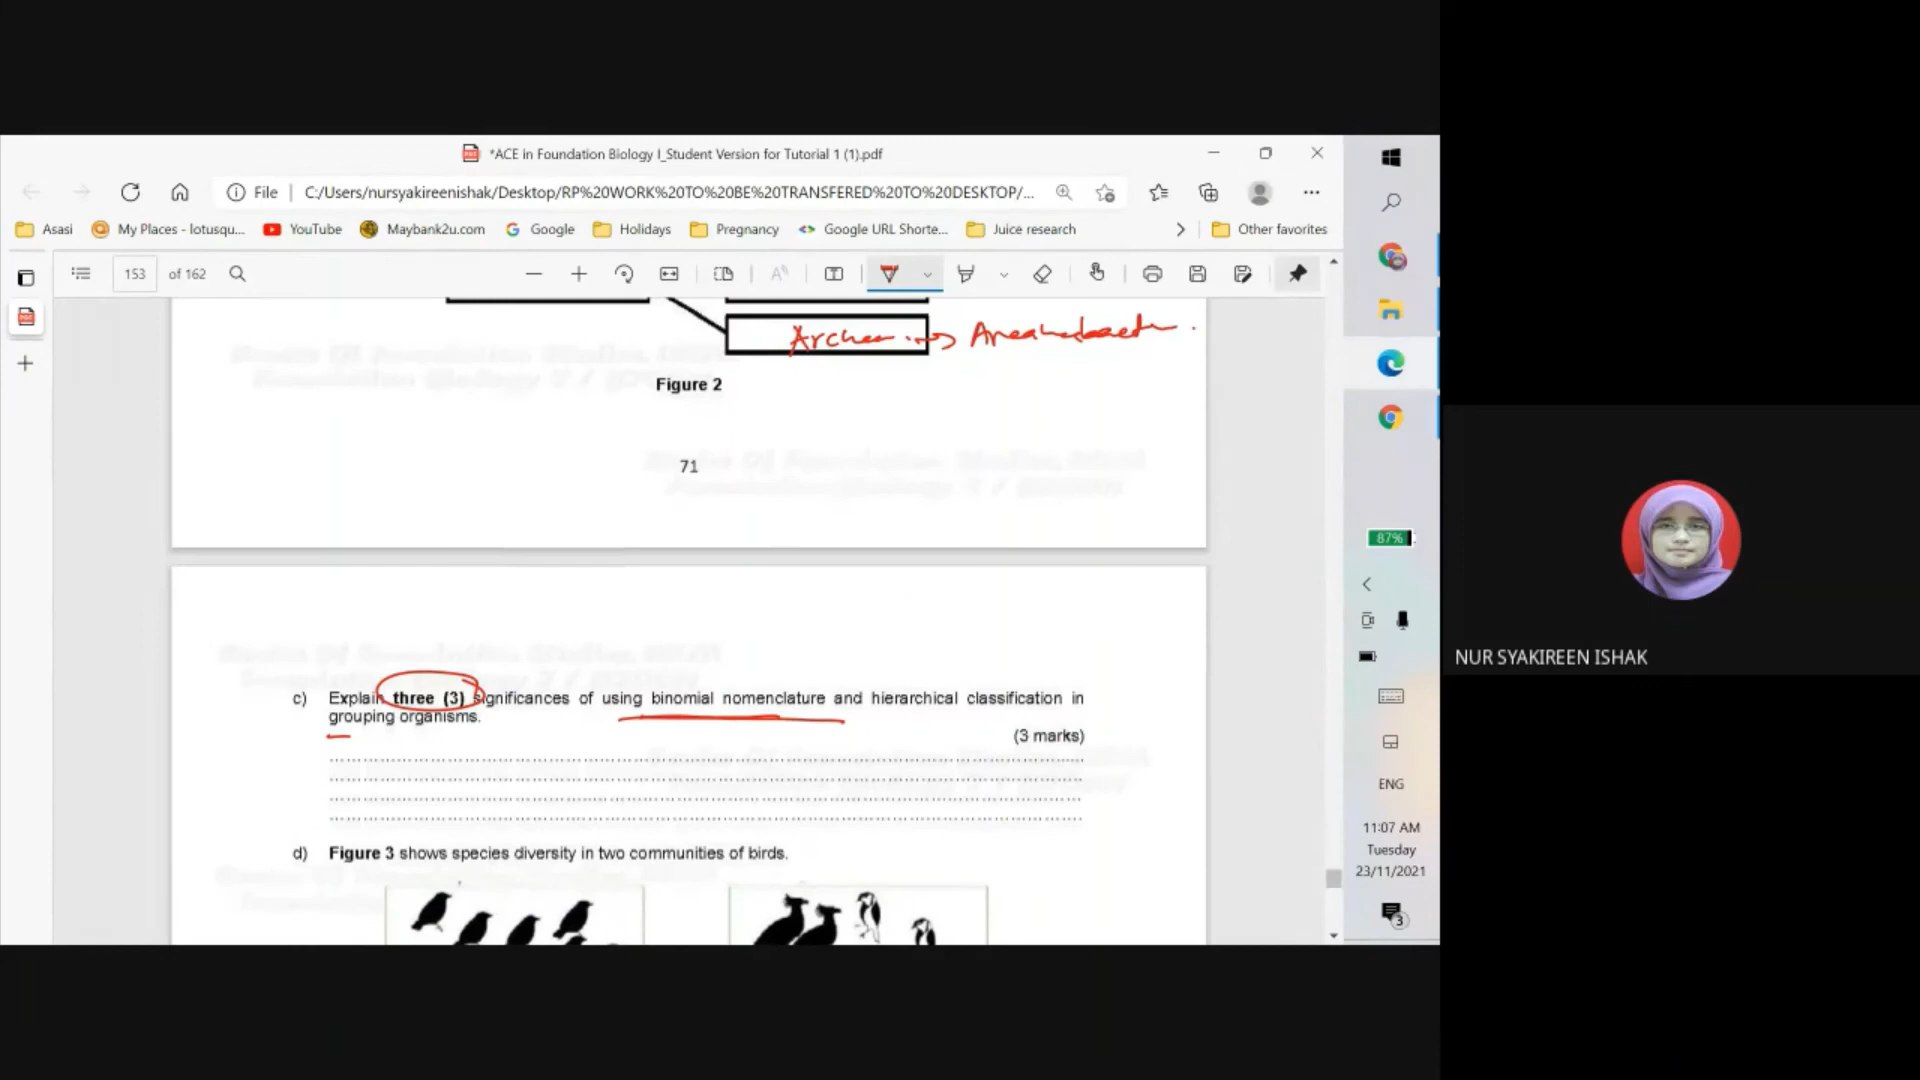 *ACE in Foundation Biology I_Student Version for Tutorial 1 (1).pdf
File | C:/Users/nursyakireenishak/Desktop/RP%20WORK%20TO%20BE%20TRANSFERED%20TO%20DESKTOP/...
Asasi My Places - lotusqu... YouTube Maybank2u.com Google Holidays Pregnancy Google URL Shorte... Juice research Other favorites
153 of 162
Archea
Figure 2
71
c) Explain three (3) significances of using binomial nomenclature and hierarchical classification in
grouping organisms.
(3 marks)
d) Figure 3 shows species diversity in two communities of birds.
87%
ENG
11:07 AM
Tuesday
23/11/2021
3
NUR SYAKIREEN ISHAK